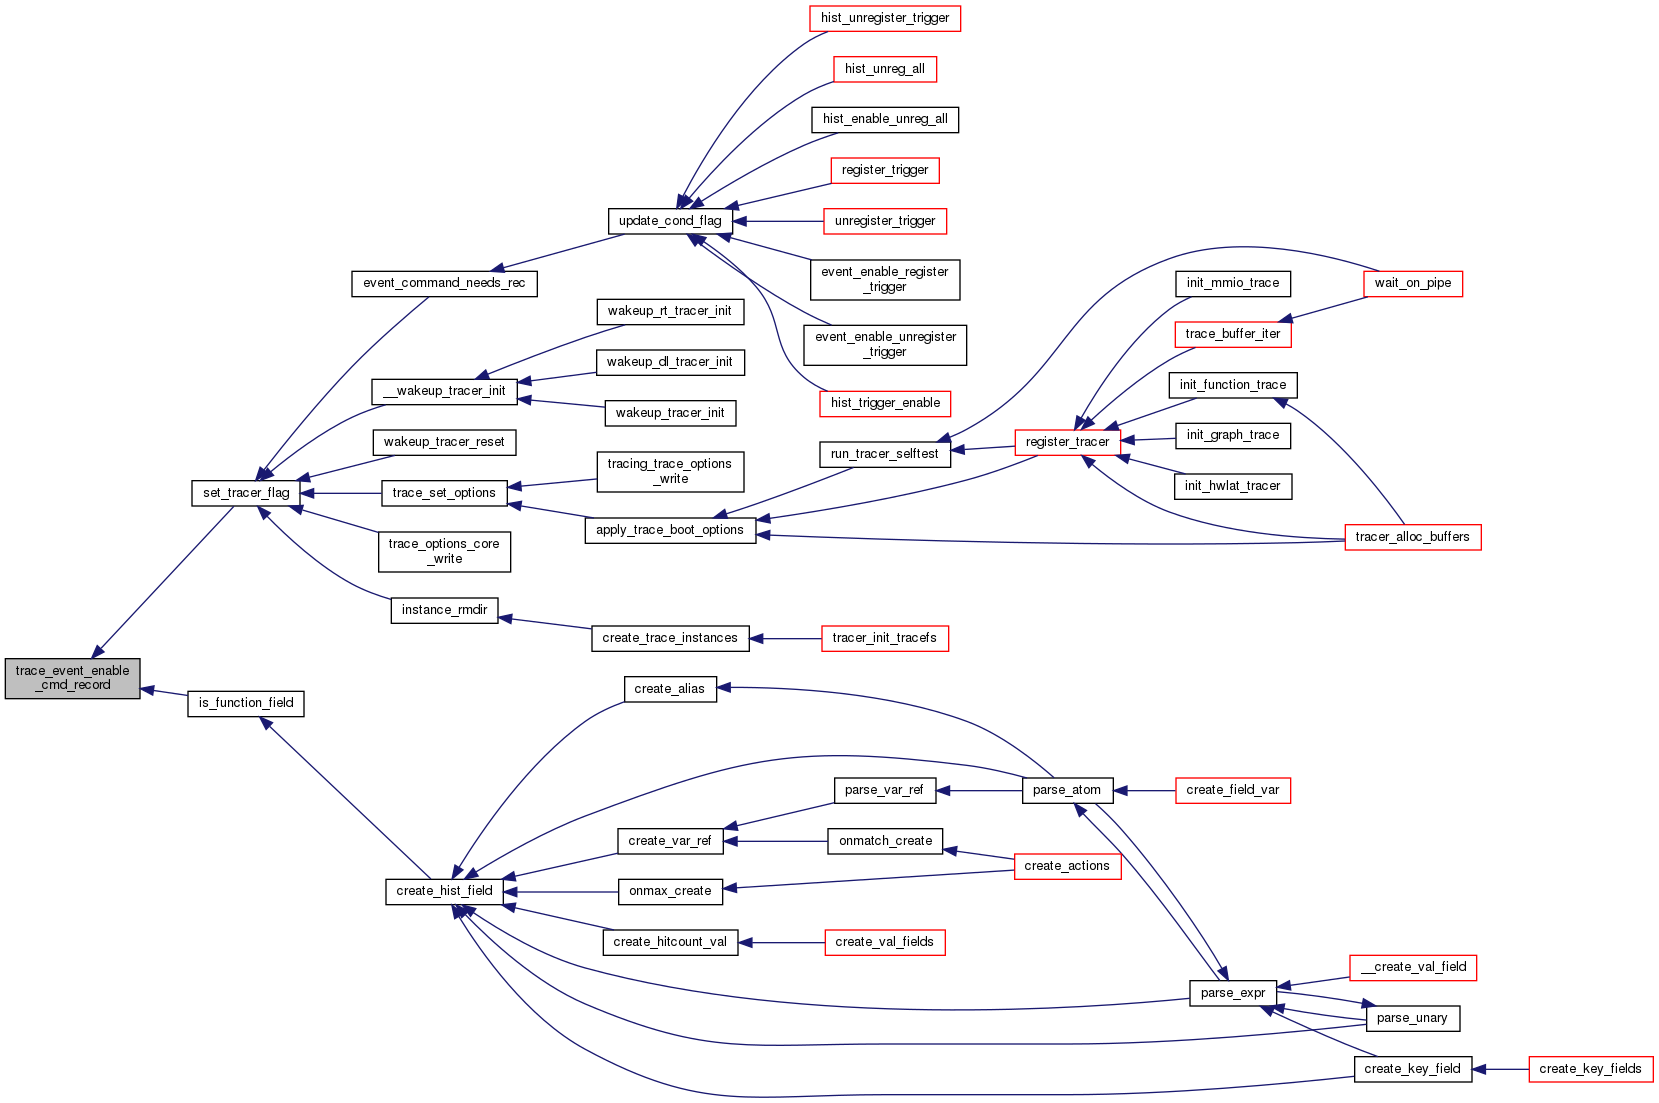 hist_unregister_trigger
hist_unreg_all
hist_enable_unreg_all
register_trigger
update_cond_flag
unregister_trigger
event_enable_register
_trigger
event_command_needs_rec
init_mmio_trace
wait_on_pipe
wakeup_rt_tracer_init
event_enable_unregister
_trigger
trace_buffer_iter
wakeup_dl_tracer_init
__wakeup_tracer_init
init_function_trace
hist_trigger_enable
wakeup_tracer_init
wakeup_tracer_reset
register_tracer
init_graph_trace
run_tracer_selftest
tracing_trace_options
_write
set_tracer_flag
trace_set_options
init_hwlat_tracer
apply_trace_boot_options
tracer_alloc_buffers
trace_options_core
_write
instance_rmdir
create_trace_instances
tracer_init_tracefs
trace_event_enable
_cmd_record
is_function_field
create_alias
parse_var_ref
parse_atom
create_field_var
create_var_ref
onmatch_create
create_actions
create_hist_field
onmax_create
create_hitcount_val
create_val_fields
__create_val_field
parse_expr
parse_unary
create_key_field
create_key_fields